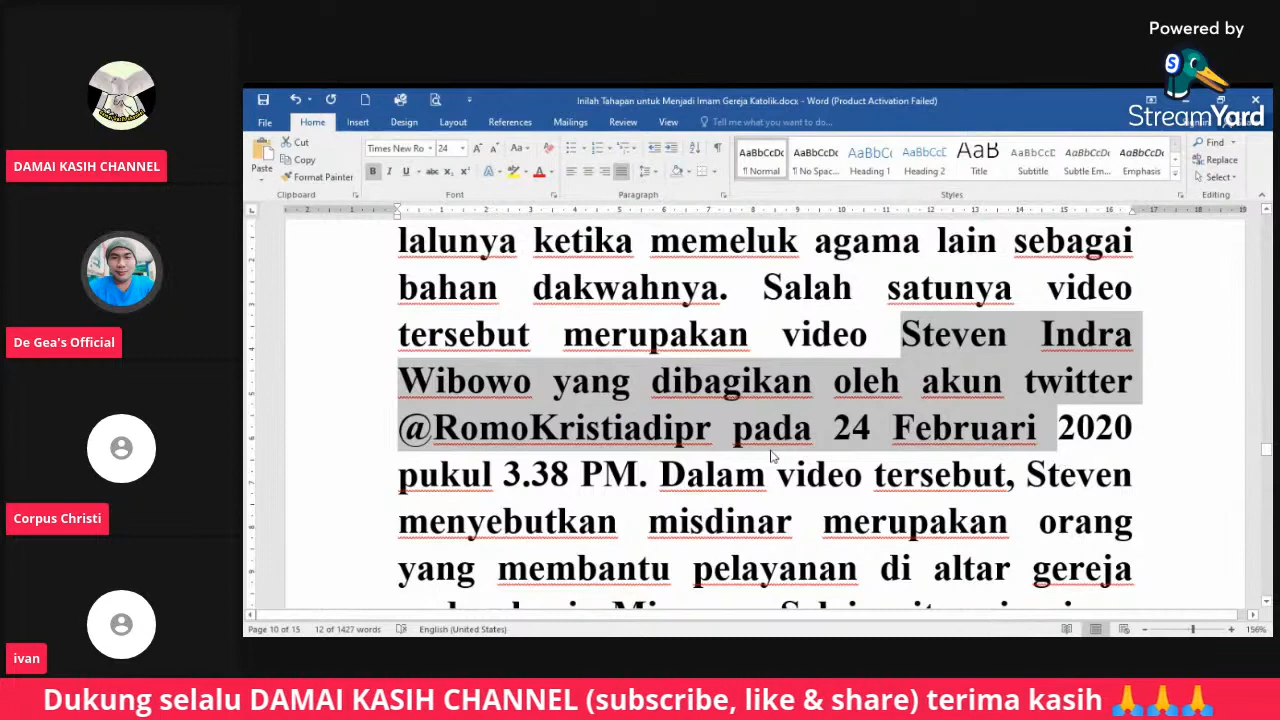 Powered by
StreamYard
DAMAI KASIH CHANNEL
De Gea's Official
Corpus Christi
ivan
Inilah Tahapan untuk Menjadi Imam Gereja Katolik.docx - Word (Product Activation Failed)
File Home Insert Design Layout References Mailings Review View Tell me what you want to do...
Paste Cut Copy Format Painter
Clipboard
Times New Ro 24
Font
Paragraph
AaBbCcDc AaBbCcDc AaBbCc AaBbCcC AaB AaBbCcC AaBbCcDc AaBbCcDc
¶ Normal ¶ No Spac... Heading 1 Heading 2 Title Subtitle Subtle Em... Emphasis
Styles
Find
Replace
Select
Editing
lalunya ketika memeluk agama lain sebagai
bahan dakwahnya. Salah satunya video
tersebut merupakan video Steven Indra
Wibowo yang dibagikan oleh akun twitter
@RomoKristiadipr pada 24 Februari 2020
pukul 3.38 PM. Dalam video tersebut, Steven
menyebutkan misdinar merupakan orang
yang membantu pelayanan di altar gereja
Page 10 of 15 12 of 1427 words English (United States) 156%
Dukung selalu DAMAI KASIH CHANNEL (subscribe, like & share) terima kasih 🙏🙏🙏